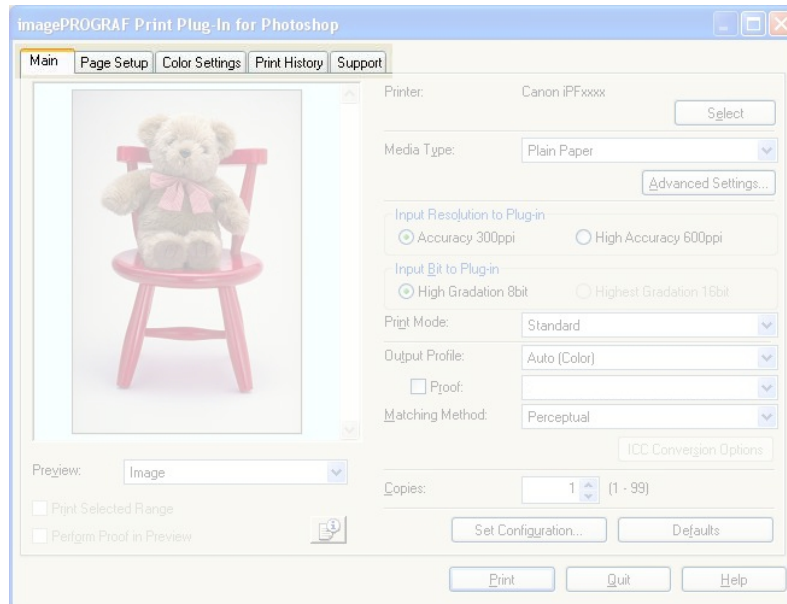 imagePROGRAF Print Plug-In for Photoshop
Main Page Setup Color Settings Print History Support
Printer: Canon iPFxxxx
Select
Media Type: Plain Paper
Advanced Settings...
Input Resolution to Plug-in
Accuracy 300ppi High Accuracy 600ppi
Input Bit to Plug-in
High Gradation 8bit Highest Gradation 16bit
Print Mode: Standard
Output Profile: Auto (Color)
Proof:
Matching Method: Perceptual
ICC Conversion Options
Preview: Image
Copies: 1 (1 - 99)
Print Selected Range
Perform Proof in Preview
Set Configuration... Defaults
Print Quit Help